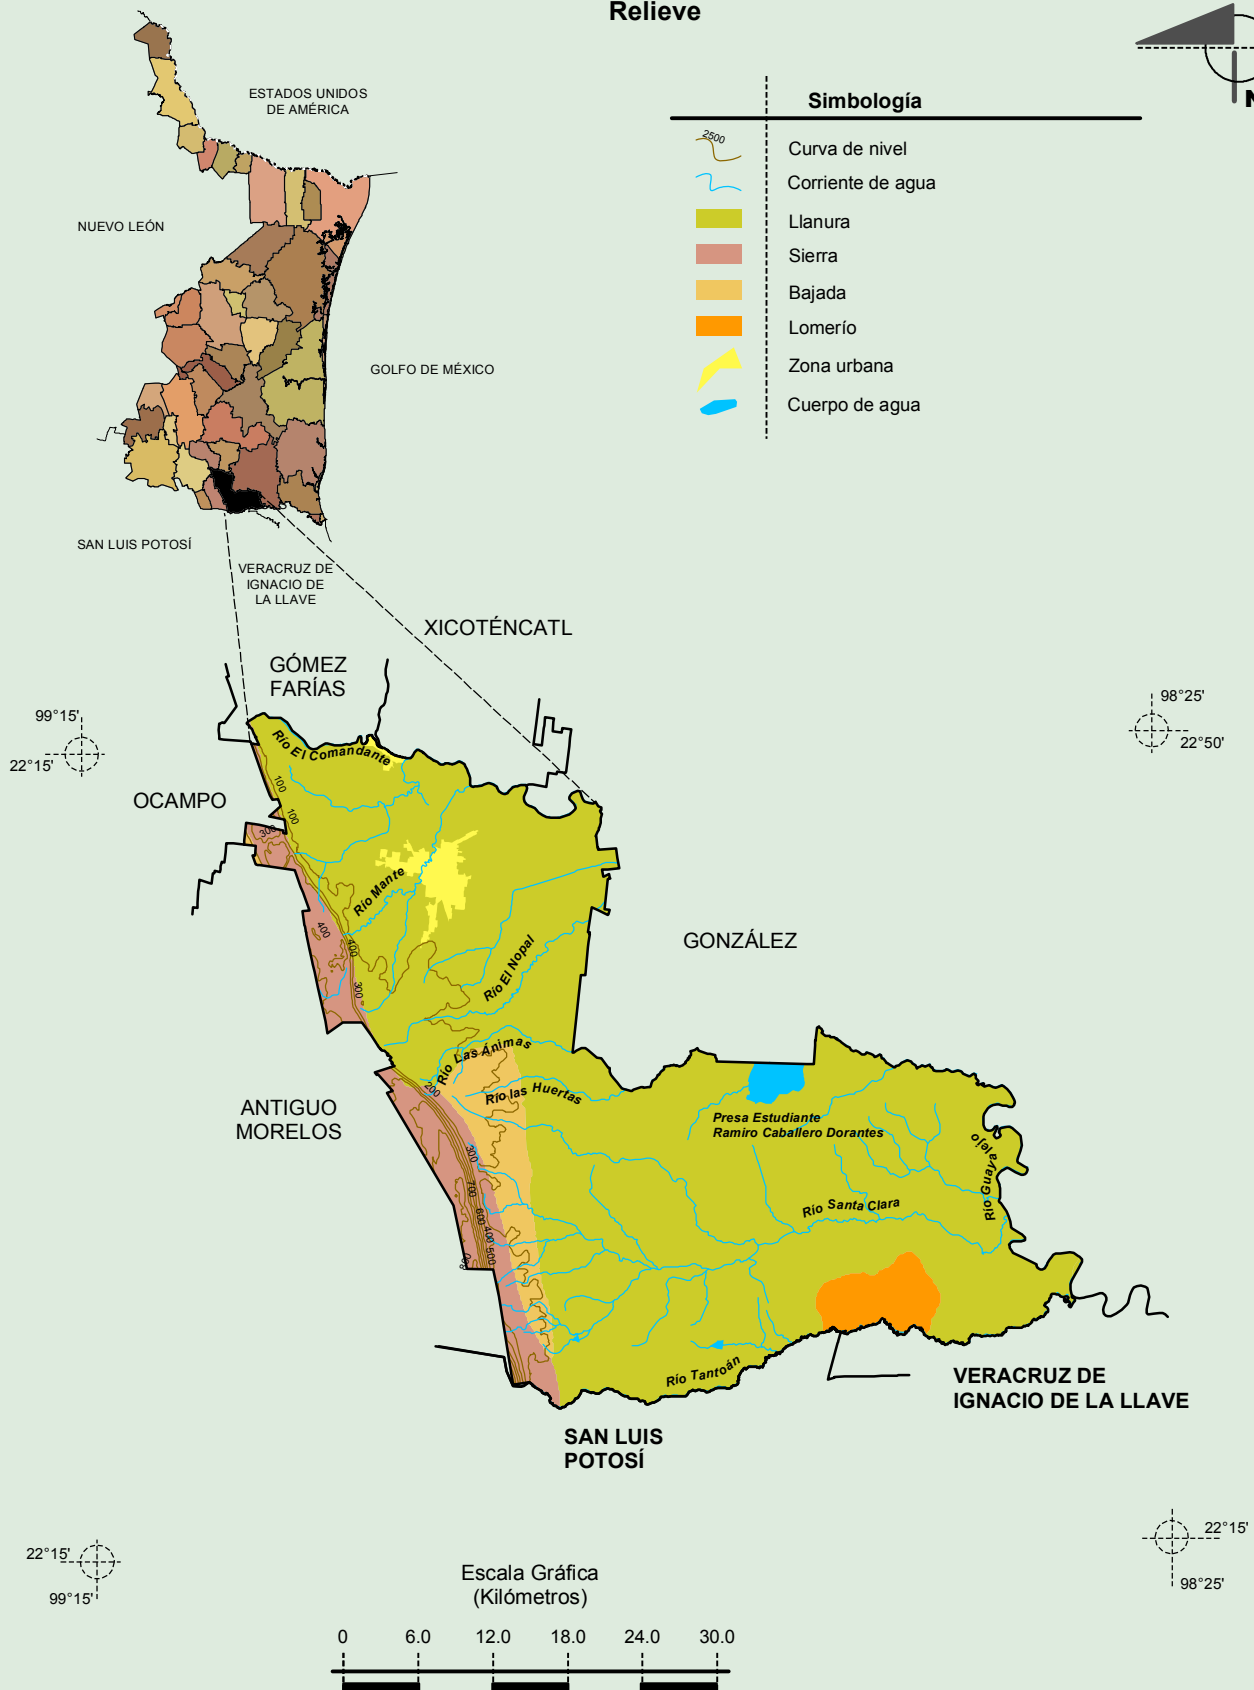 Relieve
N
Simbología
2500
Curva de nivel
Corriente de agua
Llanura
Sierra
Bajada
Lomerío
Zona urbana
Cuerpo de agua
ESTADOS UNIDOS
DE AMÉRICA
NUEVO LEÓN
GOLFO DE MÉXICO
SAN LUIS POTOSÍ
VERACRUZ DE
IGNACIO DE
LA LLAVE
XICOTÉNCATL
GÓMEZ
FARÍAS
99°15'
22°15'
98°25'
22°50'
Río El Comandante
OCAMPO
100
100
300
Río Mante
400
400
300
GONZÁLEZ
Río El Nopal
Río Las Ánimas
200
Río las Huertas
ANTIGUO
MORELOS
Presa Estudiante
Ramiro Caballero Dorantes
Río Guayalejo
300
700
600
400
500
800
Río Santa Clara
Río Tantoán
VERACRUZ DE
IGNACIO DE LA LLAVE
SAN LUIS
POTOSÍ
22°15'
99°15'
22°15'
98°25'
Escala Gráfica
(Kilómetros)
0 6.0 12.0 18.0 24.0 30.0